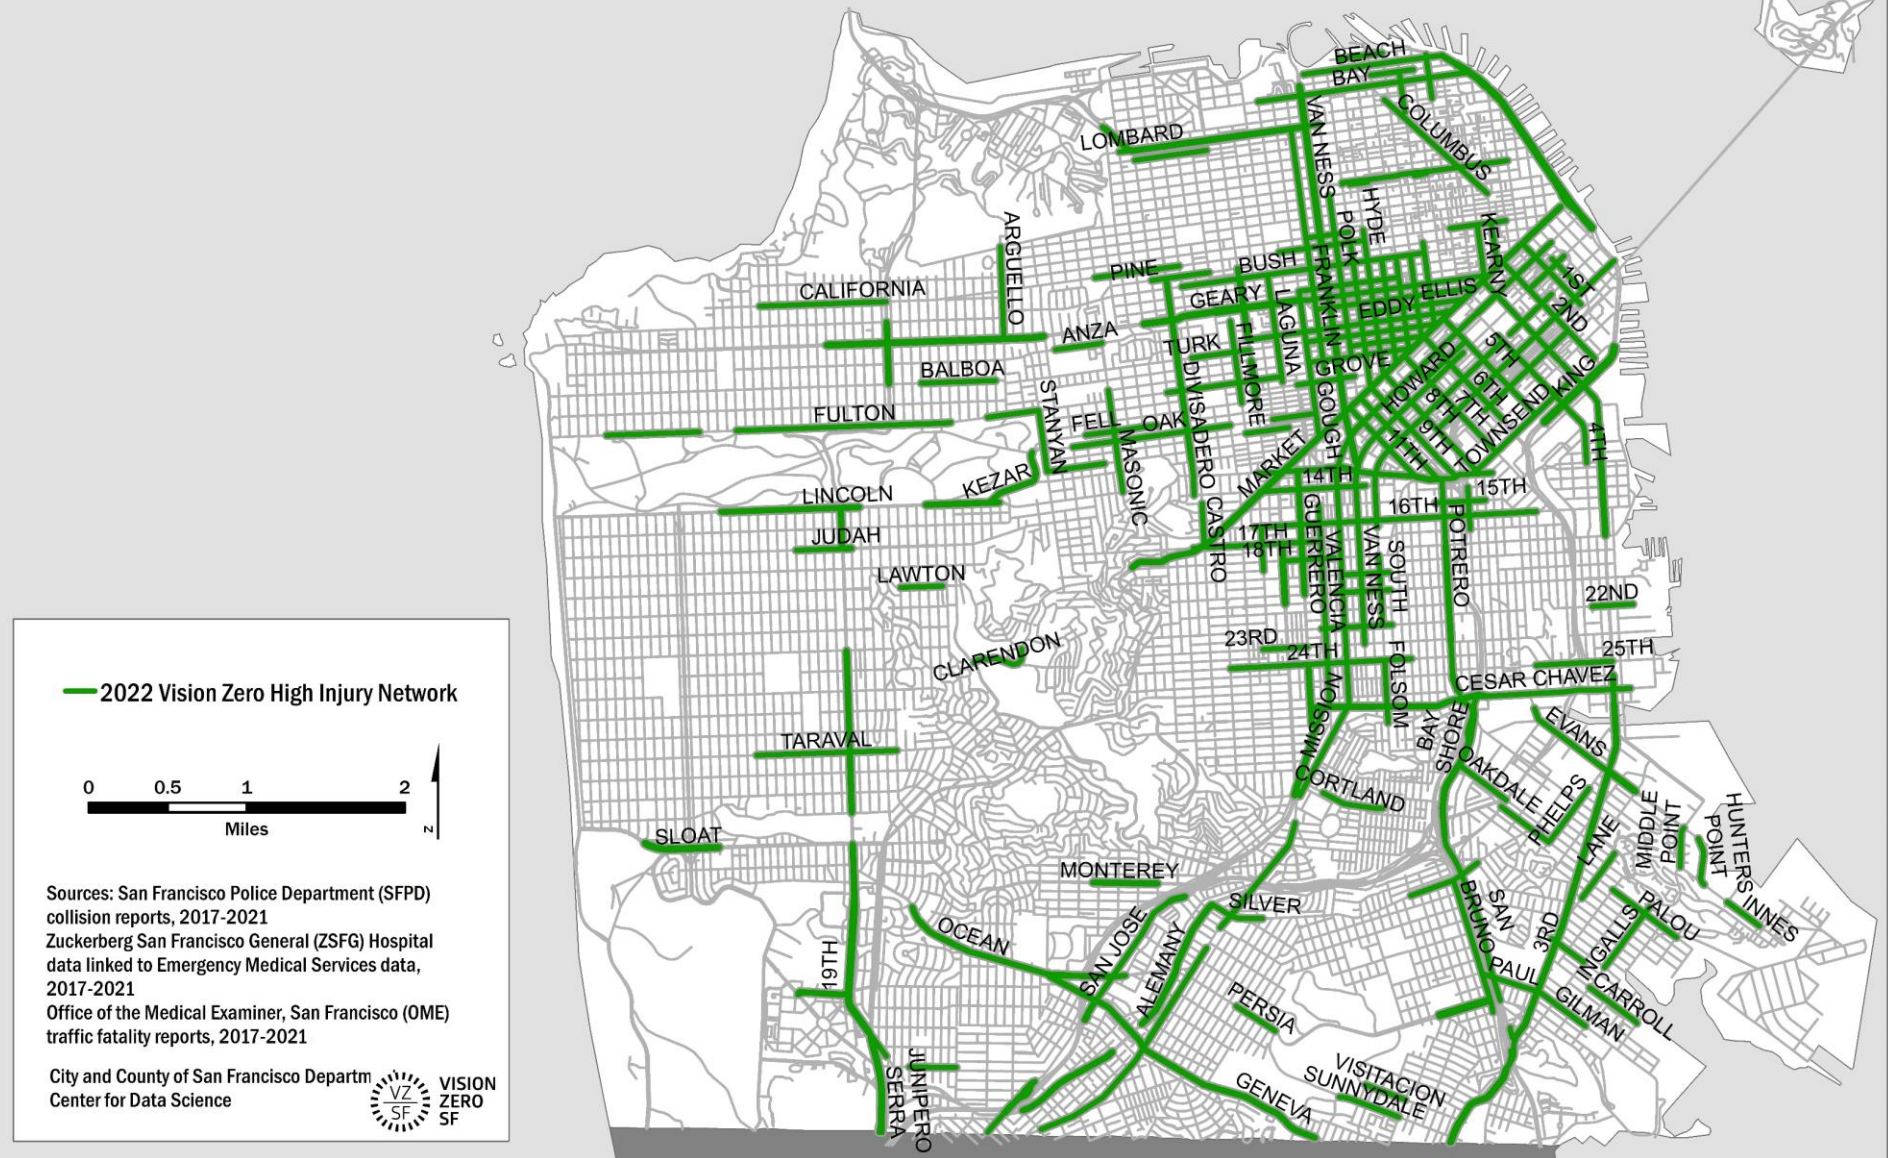 BEACH
BAY
COLUMBUS
LOMBARD
VAN NESS
HYDE
POLK
KEARNY
ARGUELLO
PINE
BUSH
FRANKLIN
1ST
CALIFORNIA
GEARY
ELLIS
EDDY
2ND
ANZA
TURK
FILLMORE
LAGUNA
5TH
BALBOA
DIVISADERO
GROVE
HOWARD
6TH
KING
STANYAN
FULTON
FELL
OAK
GOUGH
8TH
7TH
TOWNSEND
4TH
MASONIC
MARKET
9TH
11TH
KEZAR
14TH
15TH
LINCOLN
16TH
JUDAH
CASTRO
17TH
18TH
GUERRERO
VALENCIA
VAN NESS
SOUTH
POTRERO
LAWTON
22ND
CLARENDON
23RD
24TH
FOLSOM
25TH
CESAR CHAVEZ
MISSION
BAY
SHORE
EVANS
TARAVAL
CORTLAND
OAKDALE
PHELPS
SLOAT
LANE
MIDDLE
POINT
HUNTERS
POINT
MONTEREY
SILVER
SAN
BRUNO
PALOU
INNES
OCEAN
SAN JOSE
ALEMANY
3RD
INGALLS
19TH
PAUL
CARROLL
GILMAN
PERSIA
JUNIPERO
SERRA
GENEVA
VISITACION
SUNNYDALE
2022 Vision Zero High Injury Network
0 0.5 1 2
Miles
N
Sources: San Francisco Police Department (SFPD)
collision reports, 2017-2021
Zuckerberg San Francisco General (ZSFG) Hospital
data linked to Emergency Medical Services data,
2017-2021
Office of the Medical Examiner, San Francisco (OME)
traffic fatality reports, 2017-2021
City and County of San Francisco Departm
Center for Data Science
VZ
SF
VISION
ZERO
SF